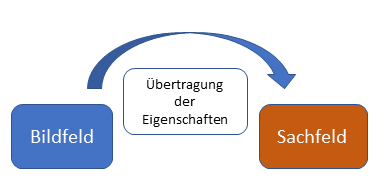 Übertragung
der
Eigenschaften
Bildfeld
Sachfeld